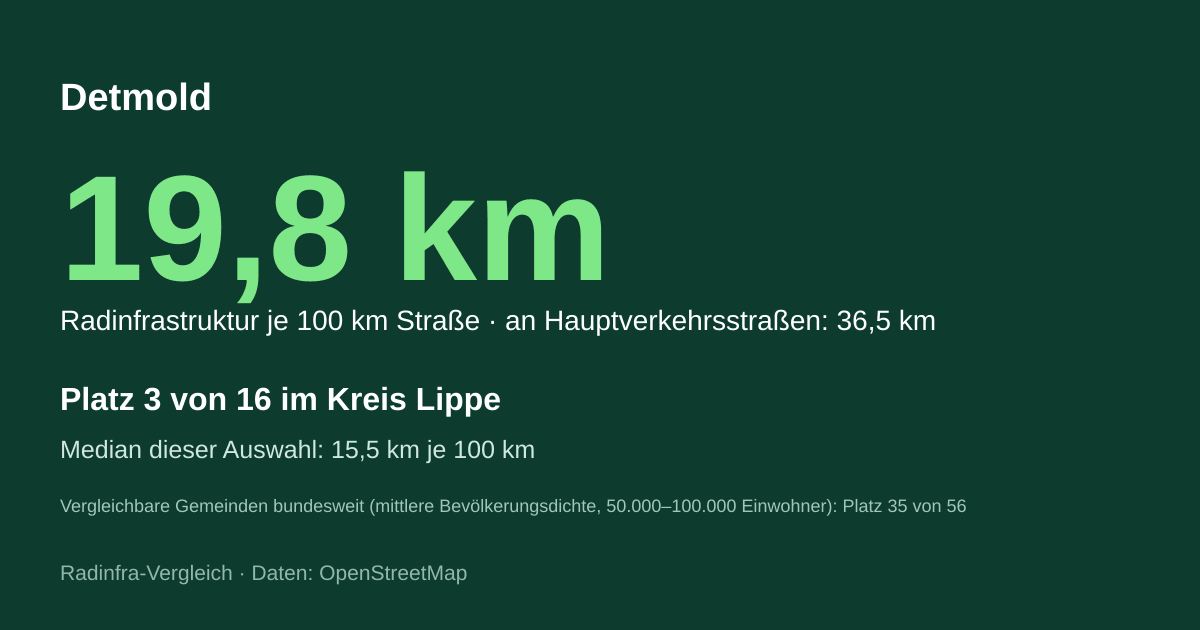 Detmold
19,8 km
Radinfrastruktur je 100 km Straße · an Hauptverkehrsstraßen: 36,5 km
Platz 3 von 16 im Kreis Lippe
Median dieser Auswahl: 15,5 km je 100 km
Vergleichbare Gemeinden bundesweit (mittlere Bevölkerungsdichte, 50.000–100.000 Einwohner): Platz 35 von 56
Radinfra-Vergleich · Daten: OpenStreetMap